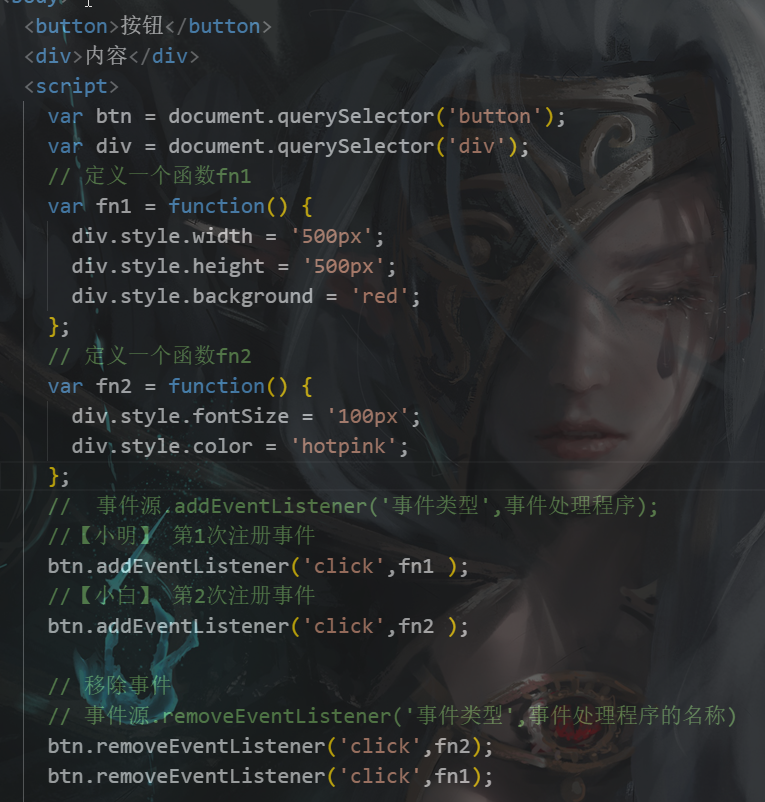 <body>
<button>按钮</button>
<div>内容</div>
<script>
var btn = document.querySelector('button');
var div = document.querySelector('div');
// 定义一个函数fn1
var fn1 = function() {
div.style.width = '500px';
div.style.height = '500px';
div.style.background = 'red';
};
// 定义一个函数fn2
var fn2 = function() {
div.style.fontSize = '100px';
div.style.color = 'hotpink';
};
//  事件源.addEventListener('事件类型',事件处理程序);
//【小明】 第1次注册事件
btn.addEventListener('click',fn1 );
//【小白】 第2次注册事件
btn.addEventListener('click',fn2 );
// 移除事件
// 事件源.removeEventListener('事件类型',事件处理程序的名称)
btn.removeEventListener('click',fn2);
btn.removeEventListener('click',fn1);